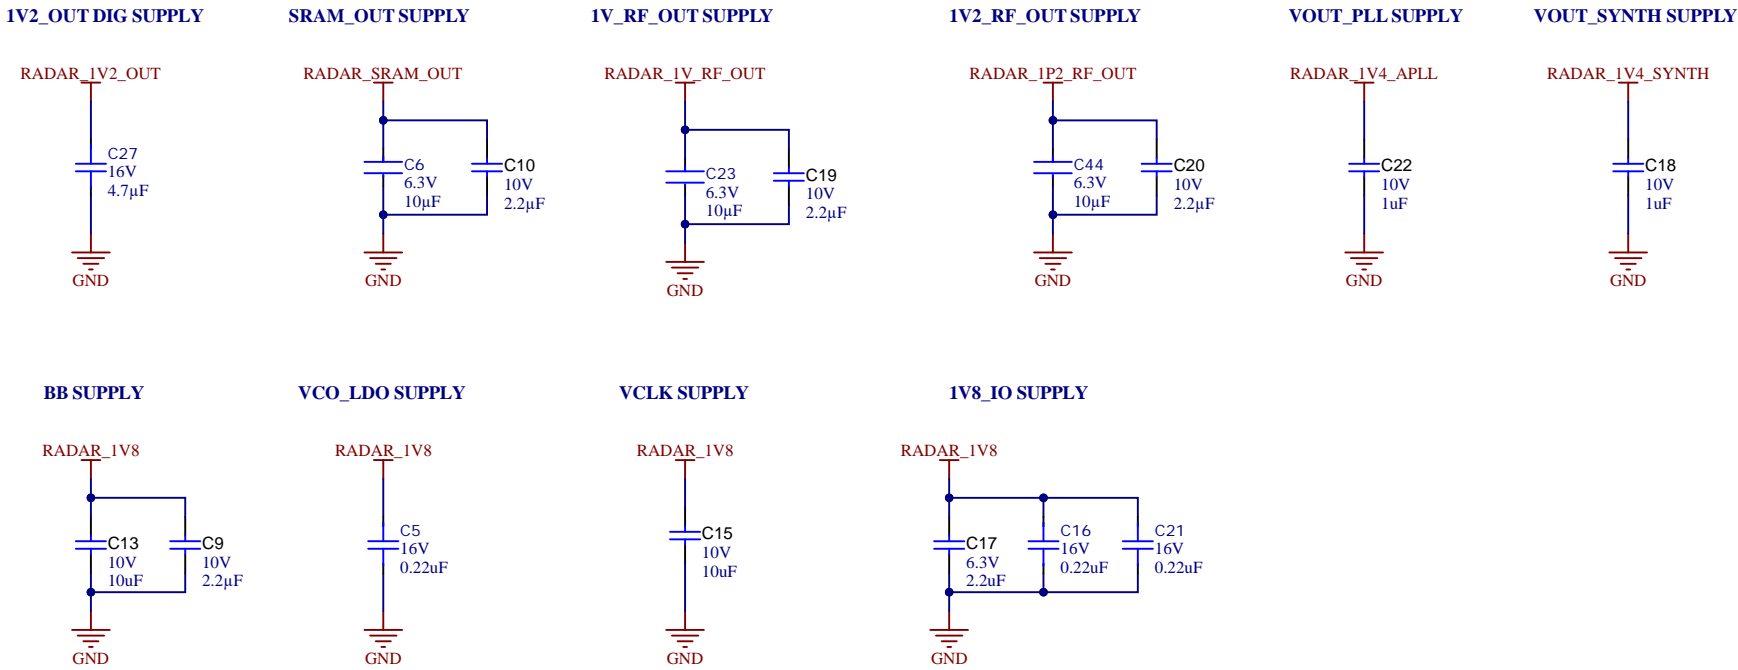 1V2_OUT DIG SUPPLY
RADAR_1V2_OUT
C27
16V
4.7µF
GND
SRAM_OUT SUPPLY
RADAR_SRAM_OUT
C6
6.3V
10µF
C10
10V
2.2µF
GND
1V_RF_OUT SUPPLY
RADAR_1V_RF_OUT
C23
6.3V
10µF
C19
10V
2.2µF
GND
1V2_RF_OUT SUPPLY
RADAR_1P2_RF_OUT
C44
6.3V
10µF
C20
10V
2.2µF
GND
VOUT_PLL SUPPLY
RADAR_1V4_APLL
C22
10V
1uF
GND
VOUT_SYNTH SUPPLY
RADAR_1V4_SYNTH
C18
10V
1uF
GND
BB SUPPLY
RADAR_1V8
C13
10V
10uF
C9
10V
2.2µF
GND
VCO_LDO SUPPLY
RADAR_1V8
C5
16V
0.22uF
GND
VCLK SUPPLY
RADAR_1V8
C15
10V
10uF
GND
1V8_IO SUPPLY
RADAR_1V8
C17
6.3V
2.2uF
C16
16V
0.22uF
C21
16V
0.22uF
GND